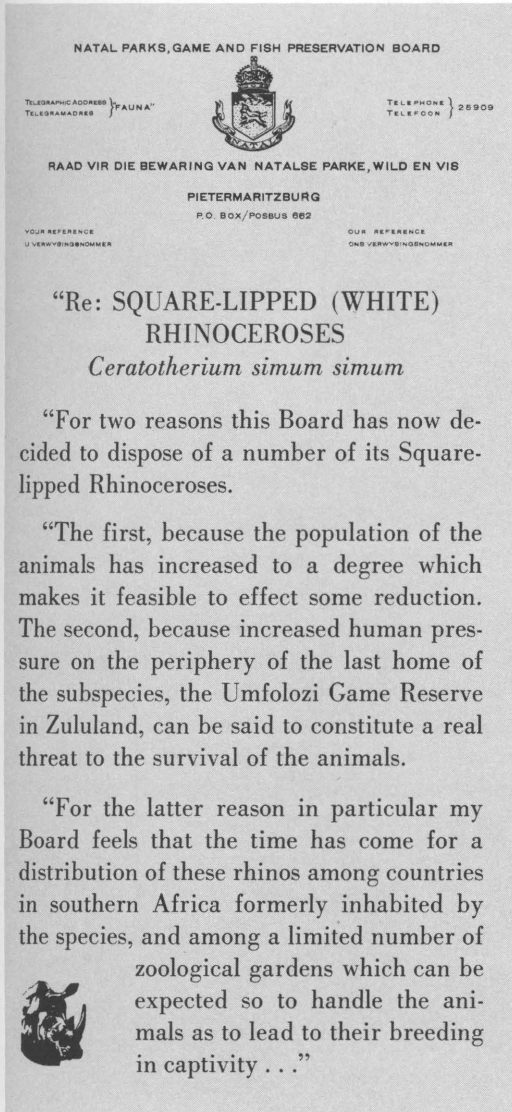 NATAL PARKS, GAME AND FISH PRESERVATION BOARD
TELEGRAPHIC ADDRESS } "FAUNA"
TELEGRAMADRES
TELEPHONE } 25909
TELEFOON
NATAL
RAAD VIR DIE BEWARING VAN NATALSE PARKE, WILD EN VIS
PIETERMARITZBURG
P.O. BOX/POSBUS 662
YOUR REFERENCE
U VERWYSINGSNOMMER
OUR REFERENCE
ONS VERWYSINGSNOMMER
“Re: SQUARE-LIPPED (WHITE)
RHINOCEROSES
Ceratotherium simum simum
“For two reasons this Board has now de-
cided to dispose of a number of its Square-
lipped Rhinoceroses.
“The first, because the population of the
animals has increased to a degree which
makes it feasible to effect some reduction.
The second, because increased human pres-
sure on the periphery of the last home of
the subspecies, the Umfolozi Game Reserve
in Zululand, can be said to constitute a real
threat to the survival of the animals.
“For the latter reason in particular my
Board feels that the time has come for a
distribution of these rhinos among countries
in southern Africa formerly inhabited by
the species, and among a limited number of
zoological gardens which can be
expected so to handle the ani-
mals as to lead to their breeding
in captivity . . .”